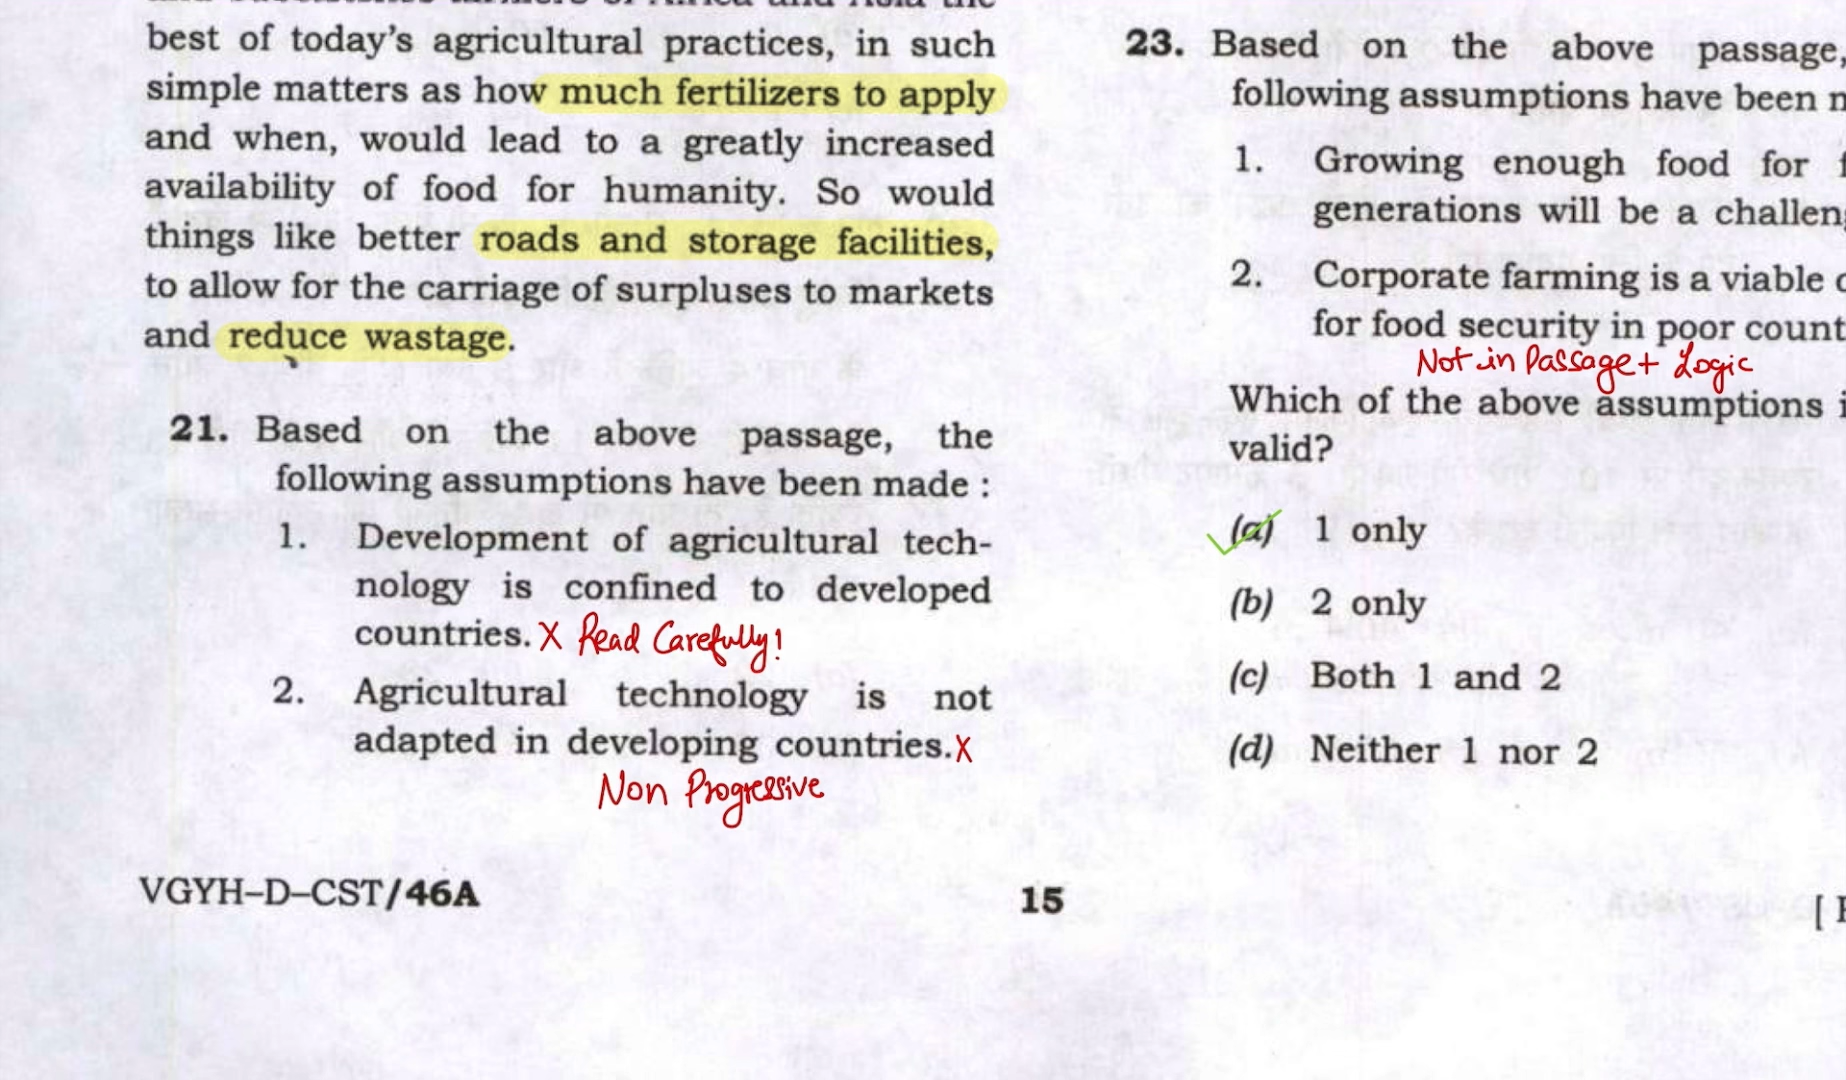 best of today's agricultural practices, in such
simple matters as how much fertilizers to apply
and when, would lead to a greatly increased
availability of food for humanity. So would
things like better roads and storage facilities,
to allow for the carriage of surpluses to markets
and reduce wastage.
21. Based on the above passage, the
following assumptions have been made :
1. Development of agricultural tech-
nology is confined to developed
countries. X Read Carefully!
2. Agricultural technology is not
adapted in developing countries. X
Non Progressive
23. Based on the above passage,
following assumptions have been
1. Growing enough food for
generations will be a
2. Corporate farming is a viable
for food security in poor
Not in Passage + Logic
Which of the above assumptions
valid?
(a) 1 only
(b) 2 only
(c) Both 1 and 2
(d) Neither 1 nor 2
VGYH-D-CST/46A
15